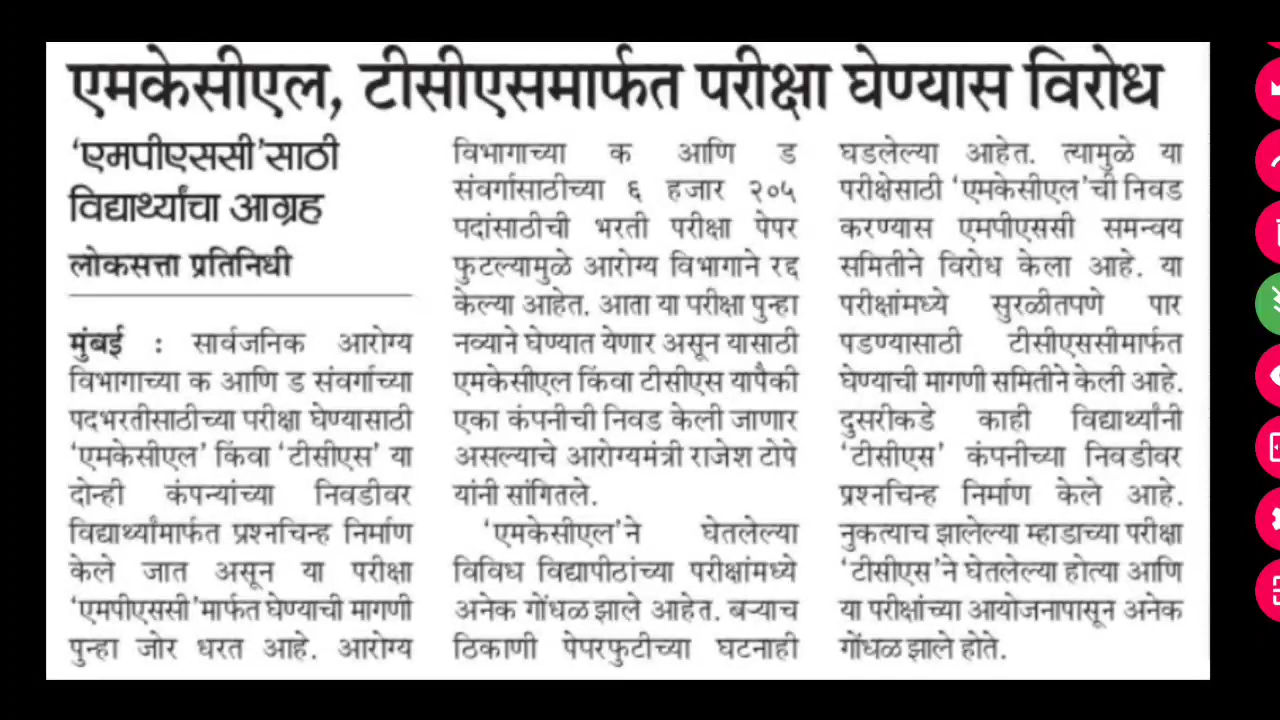 एमकेसीएल, टीसीएसमार्फत परीक्षा घेण्यास विरोध
‘एमपीएससी’साठी
विद्यार्थ्यांचा आग्रह
लोकसत्ता प्रतिनिधी
मुंबई : सार्वजनिक आरोग्य
विभागाच्या क आणि ड संवर्गाच्या
पदभरतीसाठीच्या परीक्षा घेण्यासाठी
‘एमकेसीएल’ किंवा ‘टीसीएस’ या
दोन्ही कंपन्यांच्या निवडीवर
विद्यार्थ्यांमार्फत प्रश्नचिन्ह निर्माण
केले जात असून या परीक्षा
‘एमपीएससी’मार्फत घेण्याची मागणी
पुन्हा जोर धरत आहे. आरोग्य
विभागाच्या क आणि ड
संवर्गासाठीच्या ६ हजार २०५
पदांसाठीची भरती परीक्षा पेपर
फुटल्यामुळे आरोग्य विभागाने रद्द
केल्या आहेत. आता या परीक्षा पुन्हा
नव्याने घेण्यात येणार असून यासाठी
एमकेसीएल किंवा टीसीएस यापैकी
एका कंपनीची निवड केली जाणार
असल्याचे आरोग्यमंत्री राजेश टोपे
यांनी सांगितले.
‘एमकेसीएल’ने घेतलेल्या
विविध विद्यापीठांच्या परीक्षांमध्ये
अनेक गोंधळ झाले आहेत. बऱ्याच
ठिकाणी पेपरफुटीच्या घटनाही
घडलेल्या आहेत. त्यामुळे या
परीक्षेसाठी ‘एमकेसीएल’ची निवड
करण्यास एमपीएससी समन्वय
समितीने विरोध केला आहे. या
परीक्षांमध्ये सुरळीतपणे पार
पडण्यासाठी टीसीएससीमार्फत
घेण्याची मागणी समितीने केली आहे.
दुसरीकडे काही विद्यार्थ्यांनी
‘टीसीएस’ कंपनीच्या निवडीवर
प्रश्नचिन्ह निर्माण केले आहे.
नुकत्याच झालेल्या म्हाडाच्या परीक्षा
‘टीसीएस’ने घेतलेल्या होत्या आणि
या परीक्षांच्या आयोजनापासून अनेक
गोंधळ झाले होते.